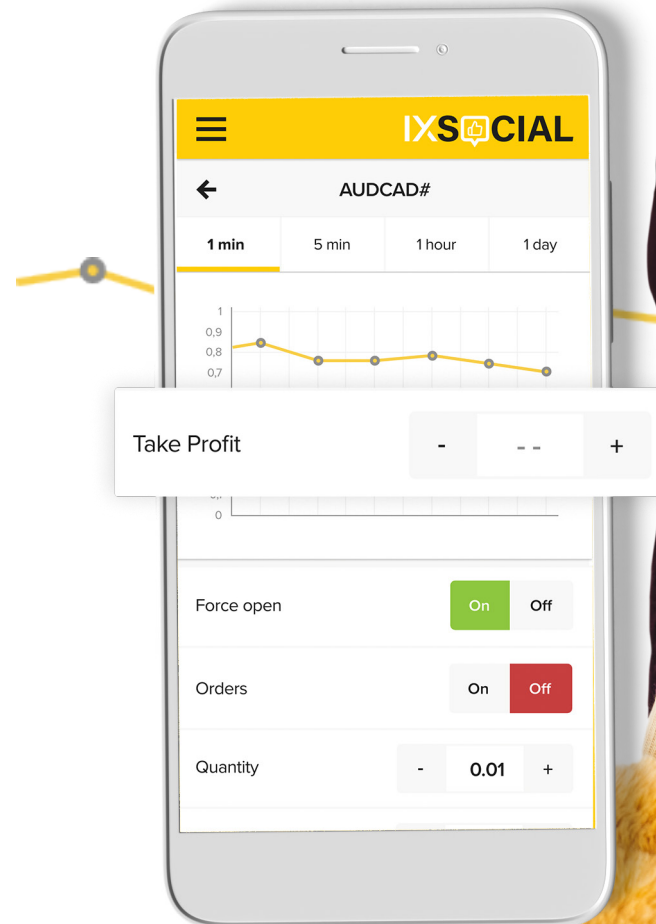 IXSOCIAL
AUDCAD#
1 min 5 min 1 hour 1 day
1
0,9
0,8
0,7
Take Profit - -- +
0
Force open On Off
Orders On Off
Quantity - 0.01 +